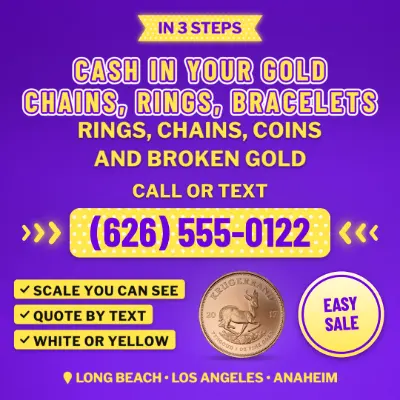 IN 3 STEPS
CASH IN YOUR GOLD
CHAINS, RINGS, BRACELETS
RINGS, CHAINS, COINS
AND BROKEN GOLD
CALL OR TEXT
(626) 555-0122
SCALE YOU CAN SEE
QUOTE BY TEXT
WHITE OR YELLOW
KRUGERRAND
EASY
SALE
LONG BEACH • LOS ANGELES • ANAHEIM